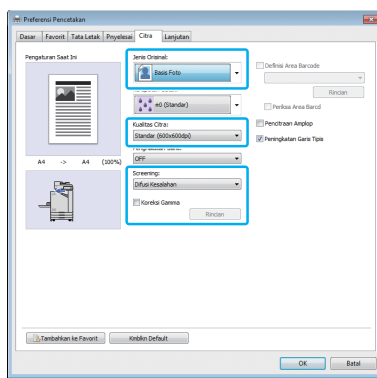 Preferensi Pencetakan
Dasar Favorit Tata Letak Pnyelesai Citra Lanjutan
Pengaturan Saat Ini
Jenis Orisinal:
Basis Foto
Definisi Area Barcode
Rincian
±0 (Standar)
Periksa Area Barcd
Kualitas Citra:
Standar (600x600dpi)
Pencitraan Amplop
Peningkatan Garis Tipis
OFF
A4 -> A4 (100%)
Screening:
Difusi Kesalahan
Koreksi Gamma
Rincian
Tambahkan ke Favorit
Kmblkn Default
OK
Batal